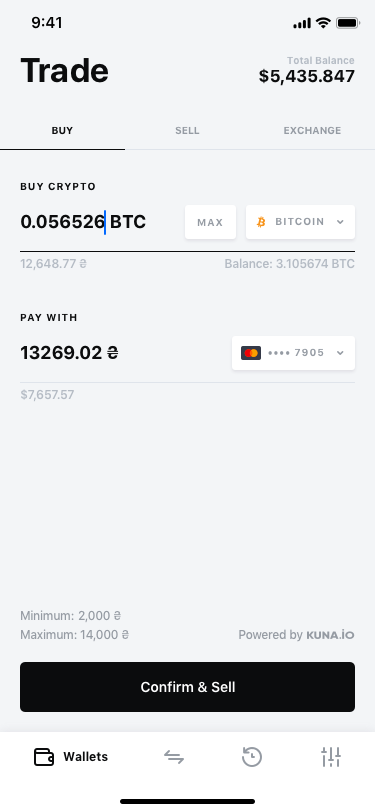 9:41
Trade
Total Balance
$5,435.847
BUY SELL EXCHANGE
BUY CRYPTO
0.056526 BTC MAX BITCOIN
12,648.77 ₴ Balance: 3.105674 BTC
PAY WITH
13269.02 ₴ •••• 7905
$7,657.57
Minimum: 2,000 ₴
Maximum: 14,000 ₴ Powered by KUNA.iO
Confirm & Sell
Wallets